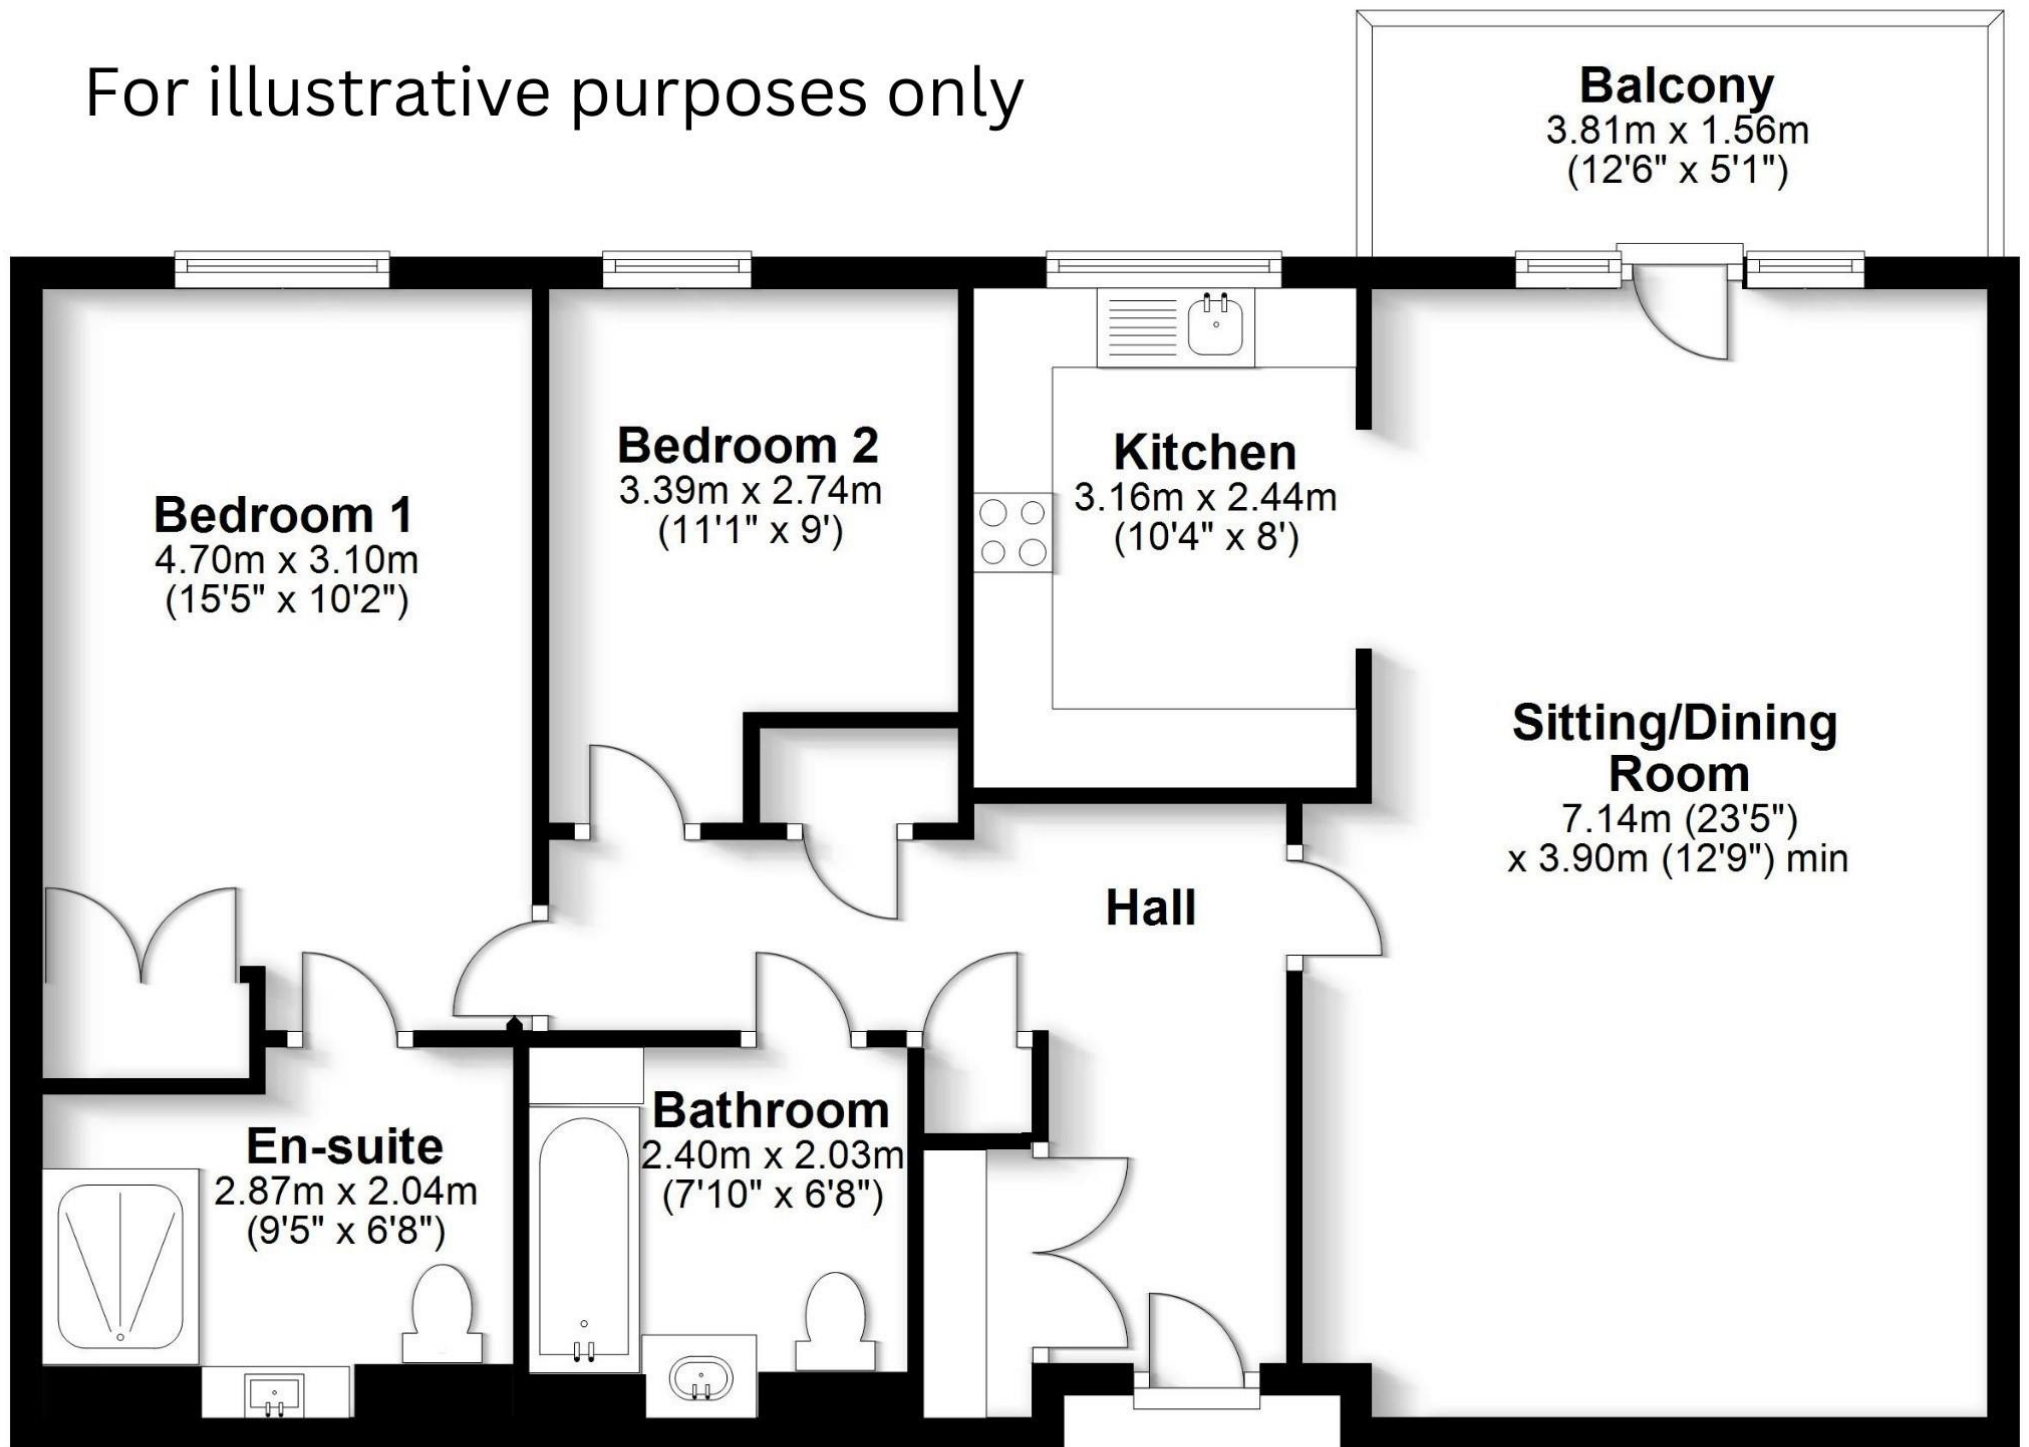 For illustrative purposes only
Balcony
3.81m x 1.56m
(12'6" x 5'1")
Bedroom 1
4.70m x 3.10m
(15'5" x 10'2")
Bedroom 2
3.39m x 2.74m
(11'1" x 9')
Kitchen
3.16m x 2.44m
(10'4" x 8')
Sitting/Dining
Room
7.14m (23'5")
x 3.90m (12'9") min
Hall
En-suite
2.87m x 2.04m
(9'5" x 6'8")
Bathroom
2.40m x 2.03m
(7'10" x 6'8")